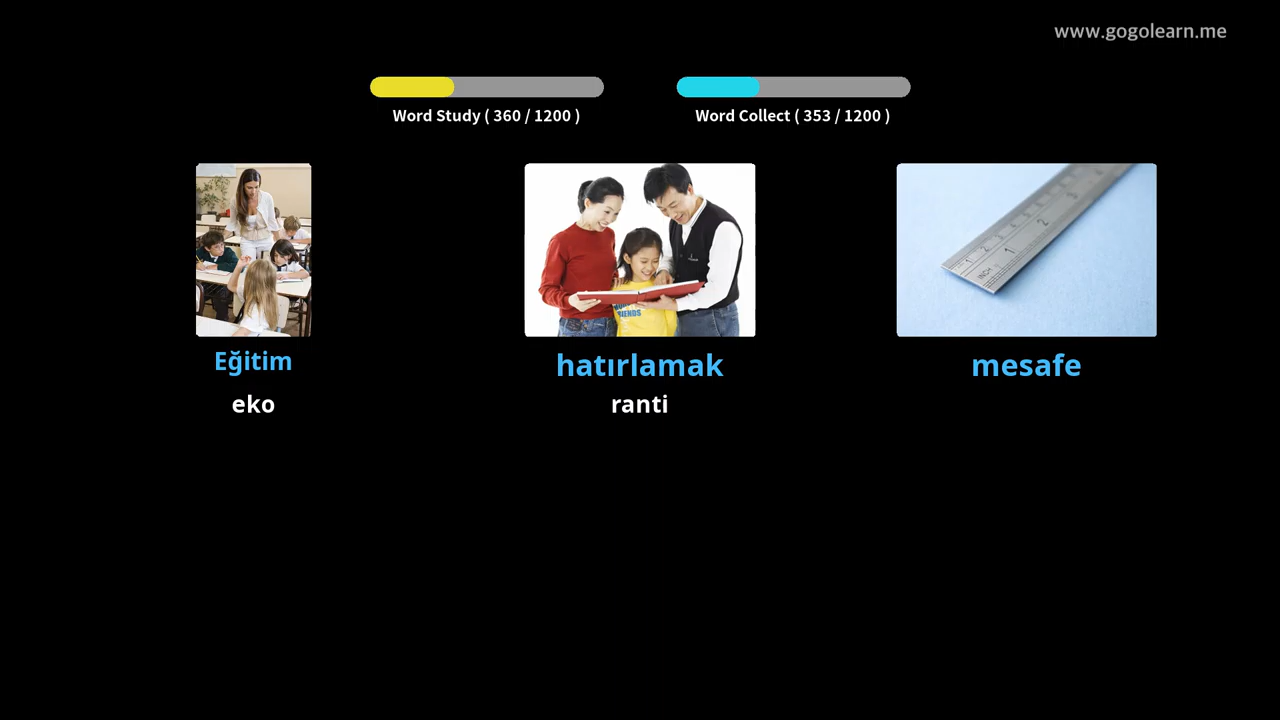 www.gogolearn.me
Word Study ( 360 / 1200 )
Word Collect ( 353 / 1200 )
Eğitim
hatırlamak
mesafe
eko
ranti